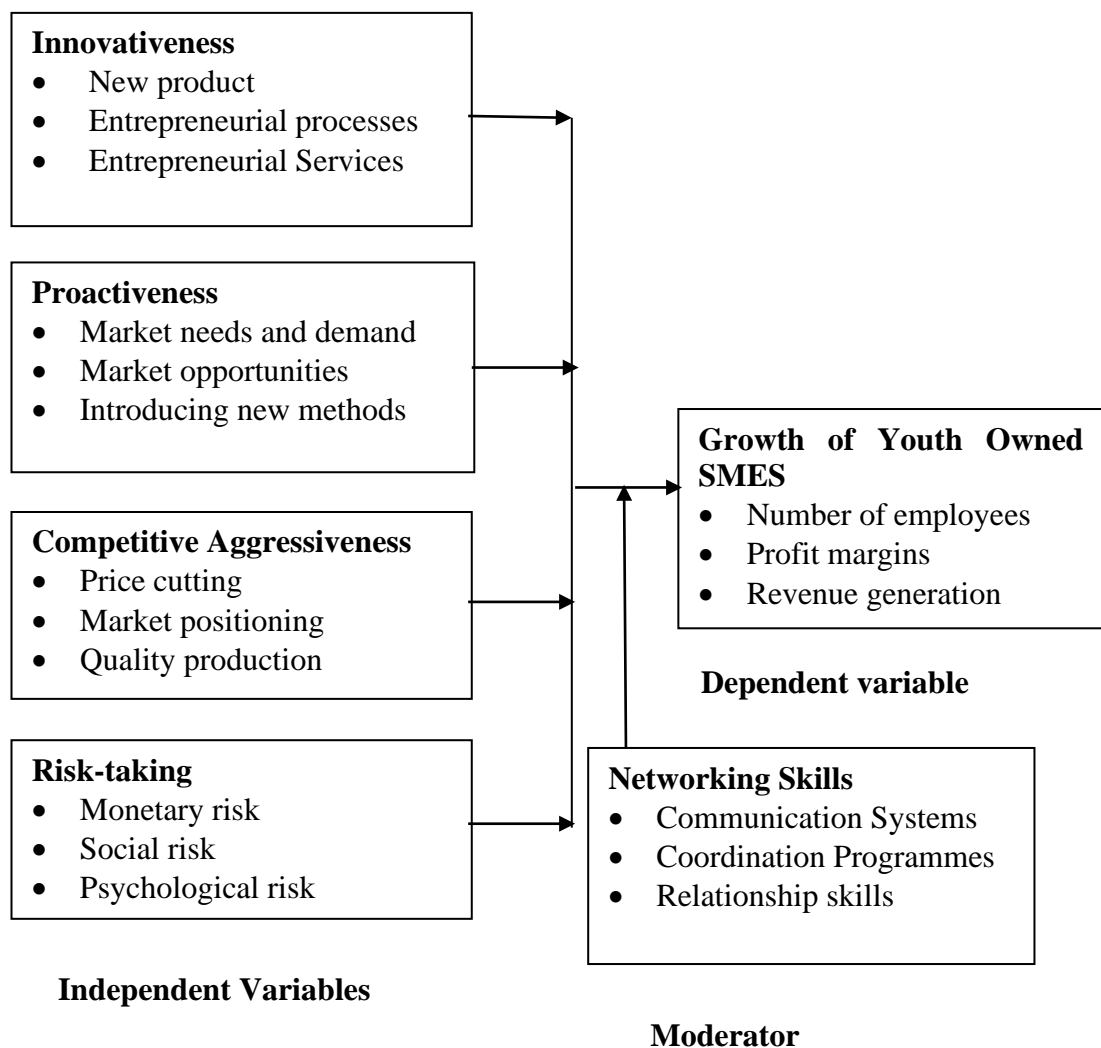 Innovativeness
• New product
• Entrepreneurial processes
• Entrepreneurial Services
Proactiveness
• Market needs and demand
• Market opportunities
• Introducing new methods
Competitive Aggressiveness
• Price cutting
• Market positioning
• Quality production
Risk-taking
• Monetary risk
• Social risk
• Psychological risk
Independent Variables
Growth of Youth Owned
SMES
• Number of employees
• Profit margins
• Revenue generation
Dependent variable
Networking Skills
• Communication Systems
• Coordination Programmes
• Relationship skills
Moderator